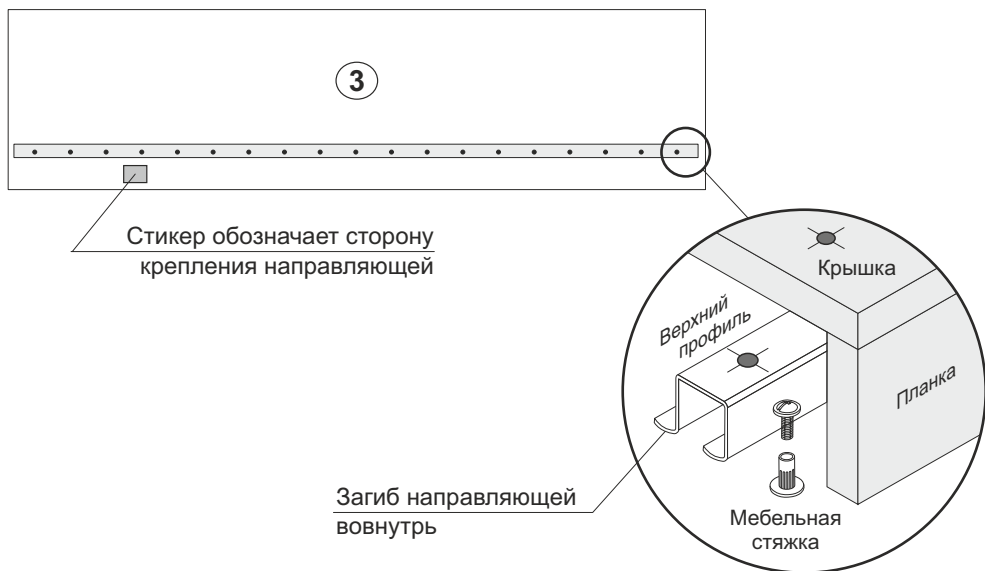 3
Стикер обозначает сторону
крепления направляющей
Крышка
Верхний
профиль
Планка
Загиб направляющей
вовнутрь
Мебельная
стяжка